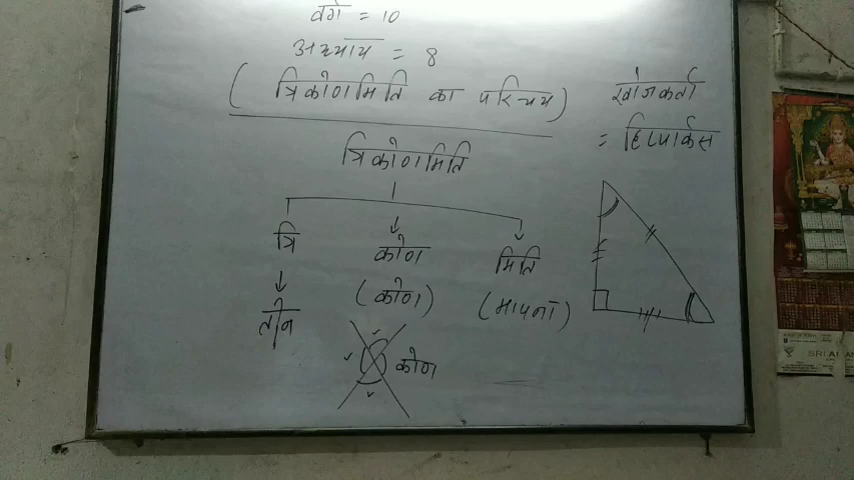 वर्ग = 10
अध्याय = 8
(त्रिकोणमिति का परिचय)
खोजकर्ता
= हिप्पार्कस
त्रिकोणमिति
त्रि कोण मिति
तीन (कोण) (मापना)
कोण